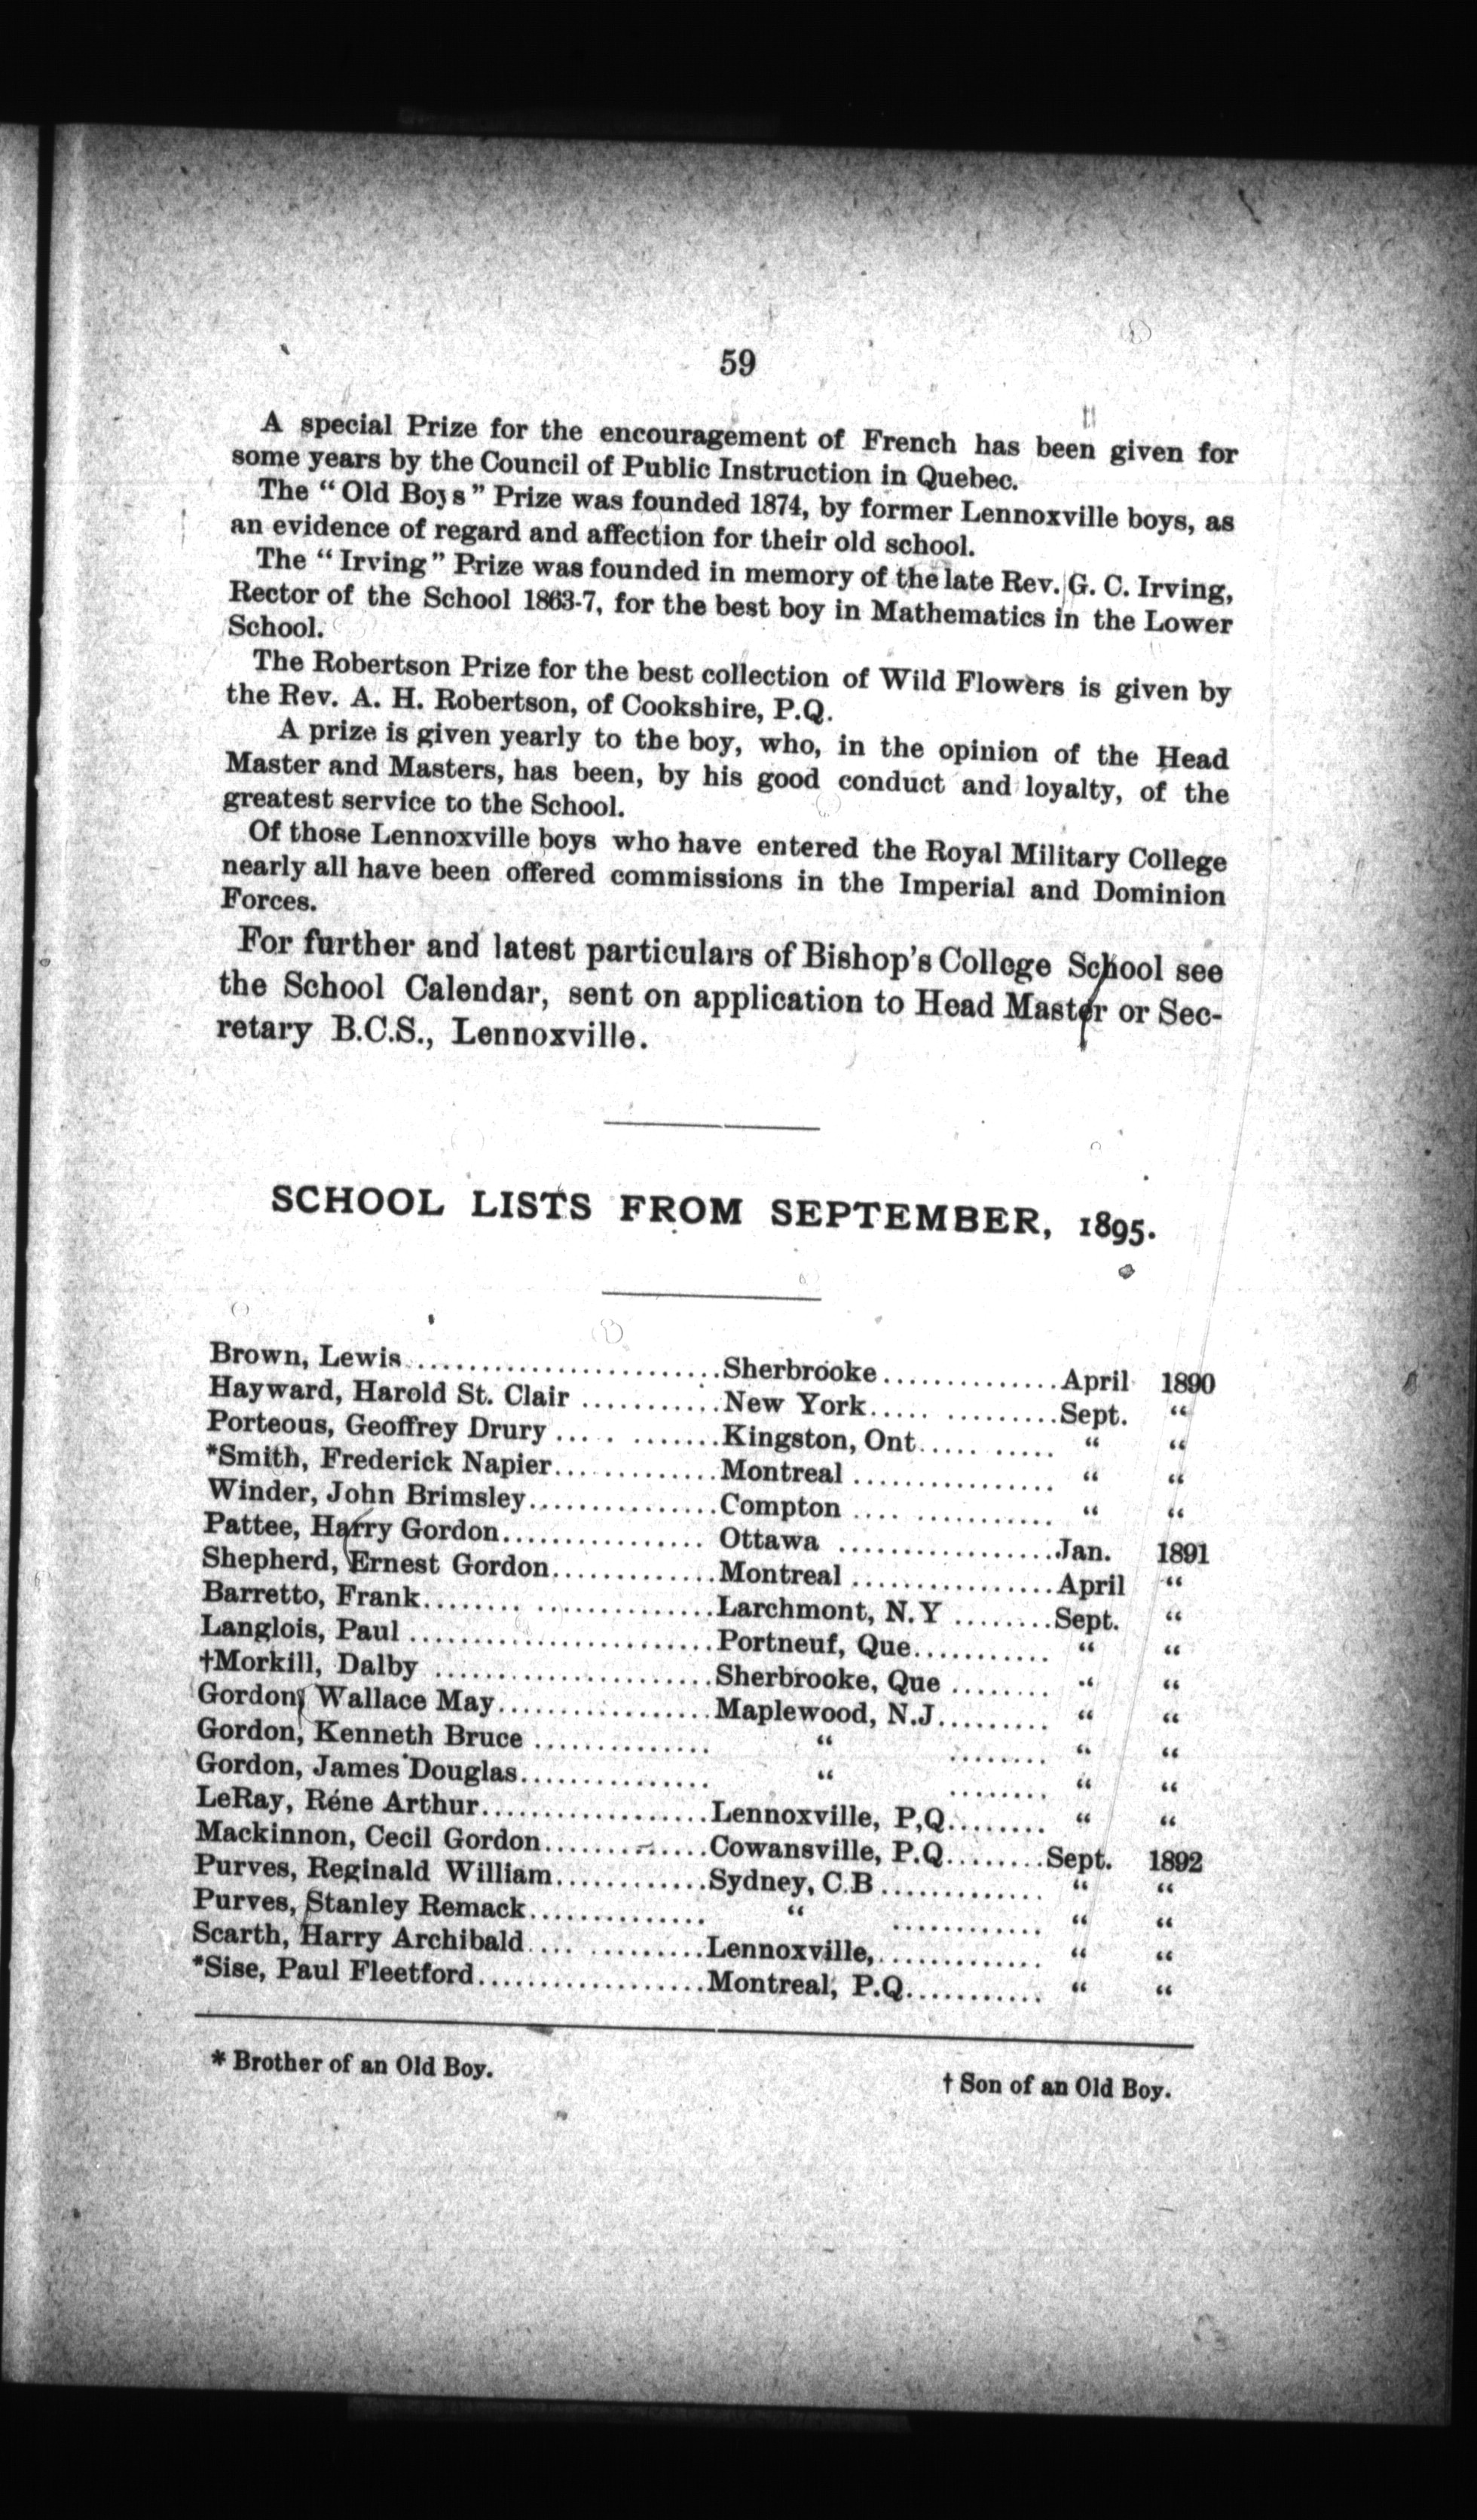 59
A special Prize for the encouragement of French has been given for
some years by the Council of Public Instruction in Quebec.
The “Old Boys” Prize was founded 1874, by former Lennoxville boys, as
an evidence of regard and affection for their old school.
The “Irving” Prize was founded in memory of the late Rev. G. C. Irving,
Rector of the School 1863-7, for the best boy in Mathematics in the Lower
School.
The Robertson Prize for the best collection of Wild Flowers is given by
the Rev. A. H. Robertson, of Cookshire, P.Q.
A prize is given yearly to the boy, who, in the opinion of the Head
Master and Masters, has been, by his good conduct and loyalty, of the
greatest service to the School.
Of those Lennoxville boys who have entered the Royal Military College
nearly all have been offered commissions in the Imperial and Dominion
Forces.
For further and latest particulars of Bishop's College School see
the School Calendar, sent on application to Head Master or Sec-
retary B.C.S., Lennoxville.
SCHOOL LISTS FROM SEPTEMBER, 1895.
Brown, Lewis..........................Sherbrooke...............April 1890
Hayward, Harold St. Clair ............New York..... ..........Sept. “
Porteous, Geoffrey Drury .... . ........Kingston, Ont..... ...... “ “
*Smith, Frederick Napier..............Montreal ................. “ “
Winder, John Brimsley................Compton .... ............ “ “
Pattee, Harry Gordon................. Ottawa ...................Jan. 1891
Shepherd, Ernest Gordon..............Montreal .................April “
Barretto, Frank........ ...............Larchmont, N.Y ........Sept. “
Langlois, Paul ..........................Portneuf, Que............ “ “
†Morkill, Dalby ........................Sherbrooke, Que ........ “ “
Gordon, Wallace May..................Maplewood, N.J......... “ “
Gordon, Kenneth Bruce ............... “ ........ “ “
Gordon, James Douglas................ “ ........ “ “
LeRay, Réne Arthur...................Lennoxville, P,Q........ “ “
Mackinnon, Cecil Gordon..............Cowansville, P.Q........Sept. 1892
Purves, Reginald William.............Sydney, C.B.............. “ “
Purves, Stanley Remack............... “ ............. “ “
Scarth, Harry Archibald.... ..........Lennoxville,.............. “ “
*Sise, Paul Fleetford...................Montreal, P.Q............ “ “
* Brother of an Old Boy.
† Son of an Old Boy.